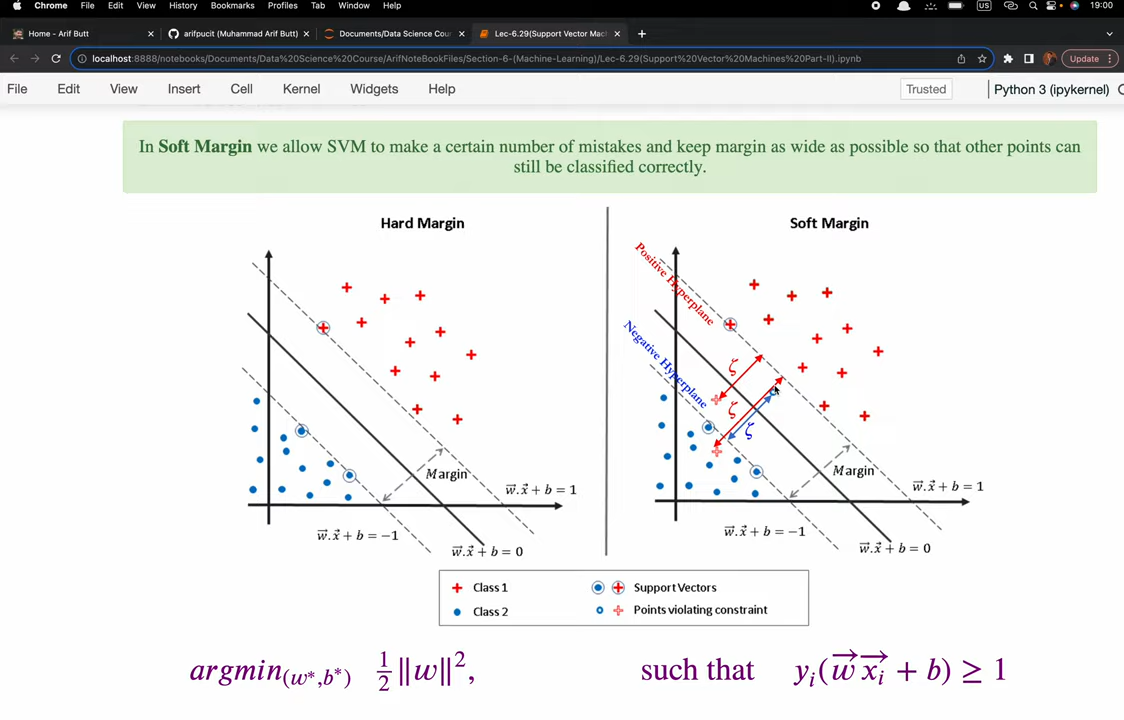 Chrome File Edit View History Bookmarks Profiles Tab Window Help US 19:00
Home - Arif Butt arifpucit (Muhammad Arif Butt) Documents/Data Science Cou Lec-6.29(Support Vector Mac
localhost:8888/notebooks/Documents/Data%20Science%20Course/ArifNoteBookFiles/Section-6-(Machine-Learning)/Lec-6.29(Support%20Vector%20Machines%20Part-II).ipynb Update
File Edit View Insert Cell Kernel Widgets Help Trusted Python 3 (ipykernel)
In Soft Margin we allow SVM to make a certain number of mistakes and keep margin as wide as possible so that other points can
still be classified correctly.
Hard Margin
Margin
w⃗.x⃗ + b = 1
w⃗.x⃗ + b = −1
w⃗.x⃗ + b = 0
Soft Margin
Positive Hyperplane
Negative Hyperplane
ζ
ζ
ζ
Margin
w⃗.x⃗ + b = 1
w⃗.x⃗ + b = −1
w⃗.x⃗ + b = 0
Class 1 Support Vectors
Class 2 Points violating constraint
argmin(w*,b*) 1/2 ||w||², such that yᵢ(w⃗ x⃗ᵢ + b) ≥ 1